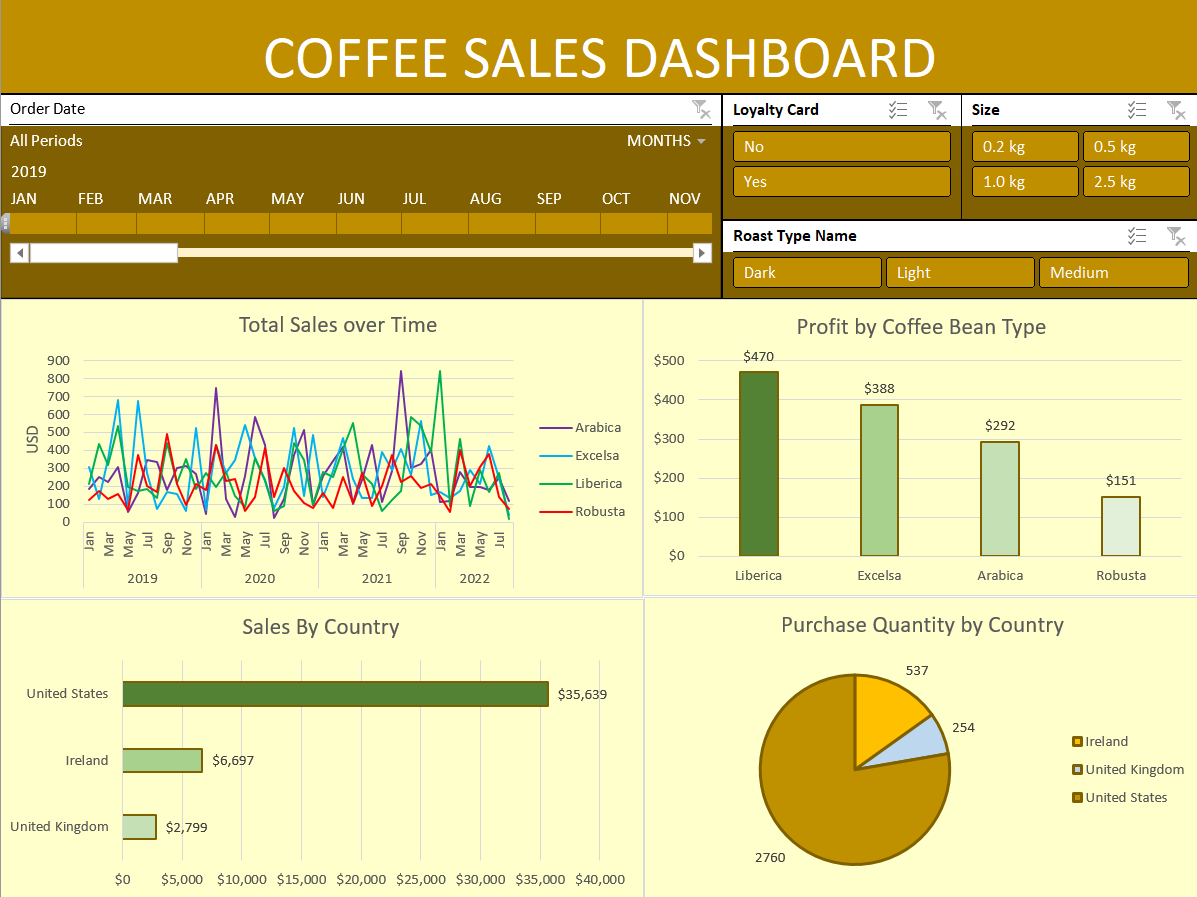 COFFEE SALES DASHBOARD
Order Date
All Periods
MONTHS
2019
JAN FEB MAR APR MAY JUN JUL AUG SEP OCT NOV
Loyalty Card
No
Yes
Size
0.2 kg 0.5 kg
1.0 kg 2.5 kg
Roast Type Name
Dark Light Medium
Total Sales over Time
USD
900
800
700
600
500
400
300
200
100
0
Jan Mar May Jul Sep Nov Jan Mar May Jul Sep Nov Jan Mar May Jul Sep Nov Jan Mar May Jul
2019 2020 2021 2022
Arabica
Excelsa
Liberica
Robusta
Profit by Coffee Bean Type
$500
$400
$300
$200
$100
$0
$470
$388
$292
$151
Liberica Excelsa Arabica Robusta
Sales By Country
United States $35,639
Ireland $6,697
United Kingdom $2,799
$0 $5,000 $10,000 $15,000 $20,000 $25,000 $30,000 $35,000 $40,000
Purchase Quantity by Country
537
254
2760
Ireland
United Kingdom
United States